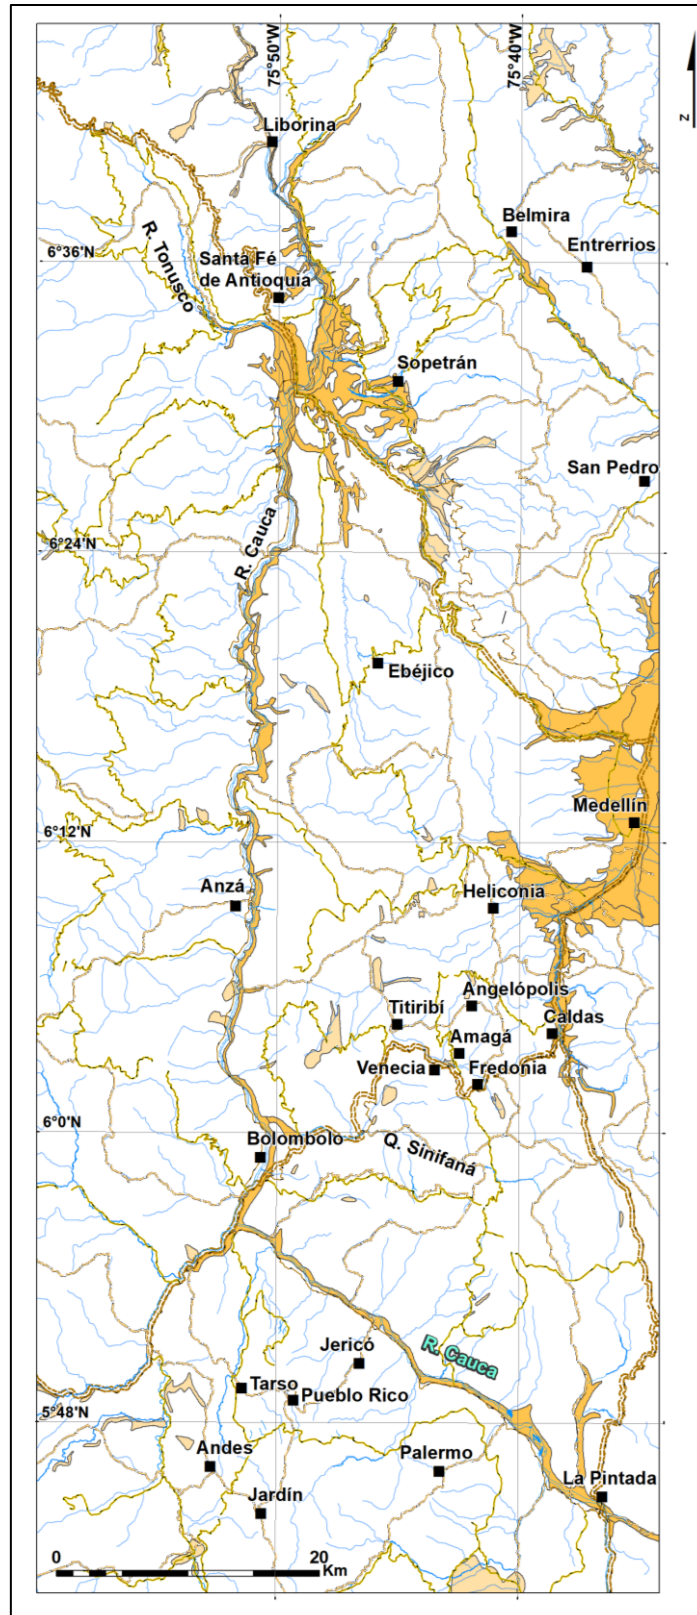 75°50'W
75°40'W
z
Liborina
Belmira
R. Tonusco
Entrerrios
6°36'N
Santa Fé
de Antioquia
Sopetrán
San Pedro
R. Cauca
6°24'N
Ebéjico
Medellín
6°12'N
Anzá
Heliconia
Angelópolis
Titiribí
Caldas
Amagá
Venecia
Fredonia
6°0'N
Bolombolo
Q. Sinifaná
Jericó
R. Cauca
Tarso
Pueblo Rico
5°48'N
Andes
Palermo
La Pintada
Jardín
0
20
Km